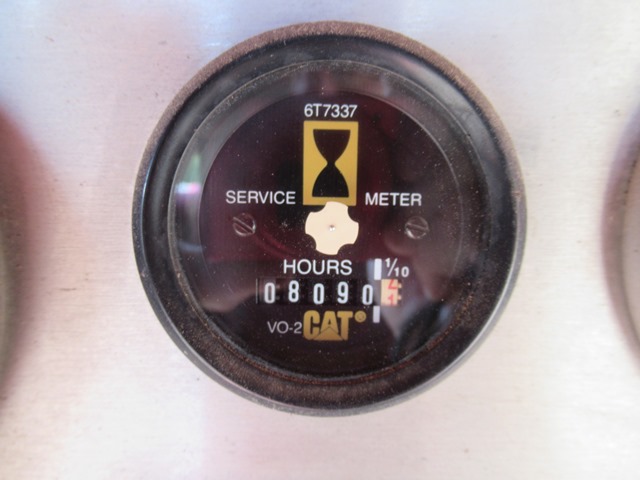 6T7337
SERVICE METER
HOURS 1/10
08090
VO-2 CAT